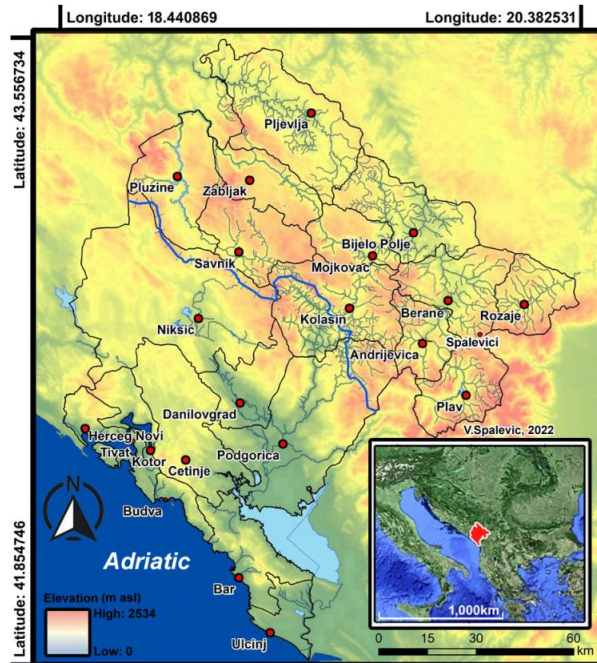 Longitude: 18.440869
Longitude: 20.382531
Latitude: 43.556734
Latitude: 41.854746
Pljevlja
Pluzine
Zabljak
Bijelo Polje
Savnik
Mojkovac
Niksic
Kolasin
Berane
Rozaje
Andrijevica
Spalevici
Danilovgrad
Plav
V.Spalevic, 2022
Herceg Novi
Tivat
Kotor
Podgorica
Cetinje
N
Budva
Adriatic
Bar
Ulcinj
Elevation (m asl)
High: 2534
Low: 0
1,000km
0 15 30 60
km